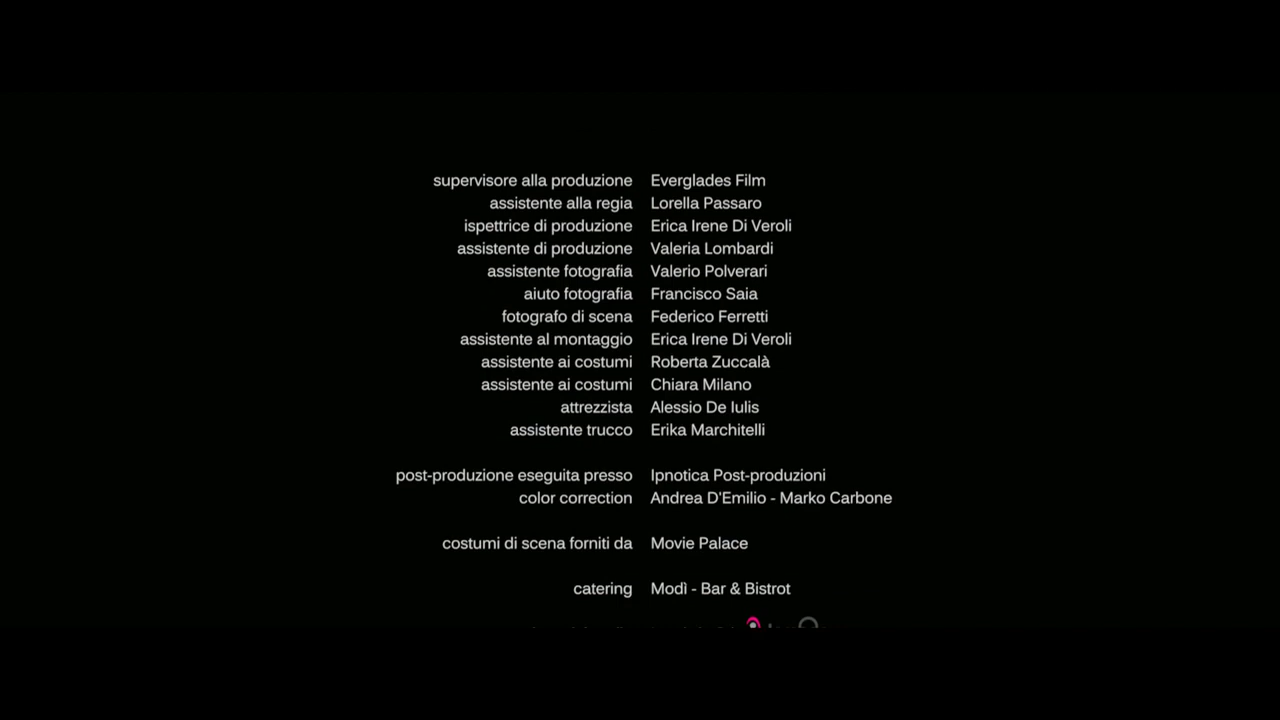 supervisore alla produzione Everglades Film
assistente alla regia Lorella Passaro
ispettrice di produzione Erica Irene Di Veroli
assistente di produzione Valeria Lombardi
assistente fotografia Valerio Polverari
aiuto fotografia Francisco Saia
fotografo di scena Federico Ferretti
assistente al montaggio Erica Irene Di Veroli
assistente ai costumi Roberta Zuccalà
assistente ai costumi Chiara Milano
attrezzista Alessio De Iulis
assistente trucco Erika Marchitelli
post-produzione eseguita presso Ipnotica Post-produzioni
color correction Andrea D'Emilio - Marko Carbone
costumi di scena forniti da Movie Palace
catering Modì - Bar & Bistrot